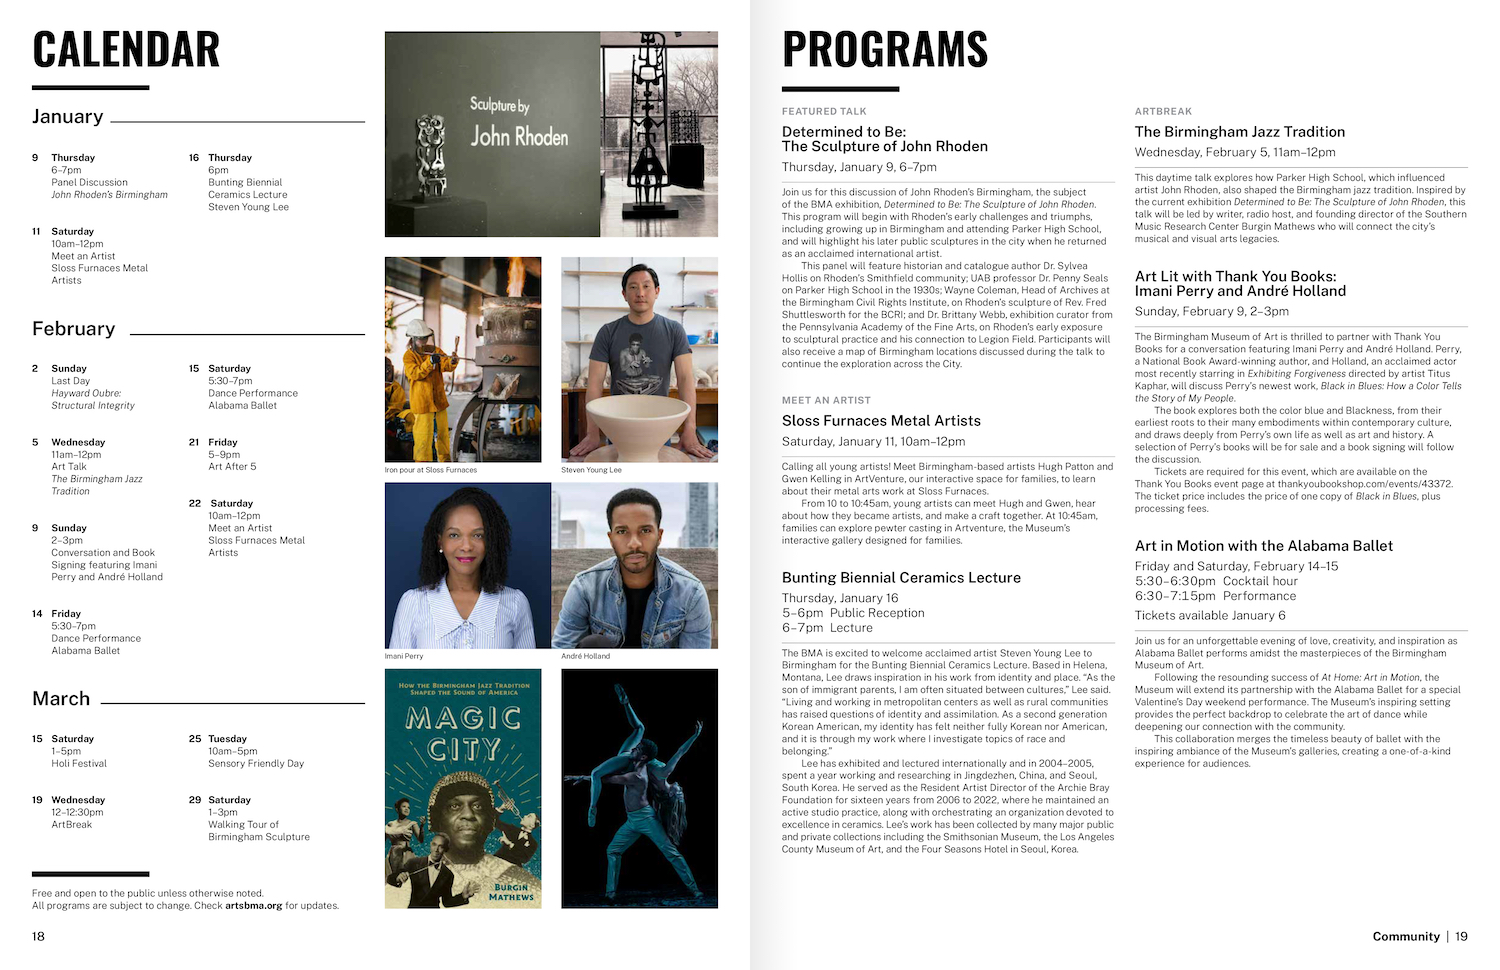 CALENDAR
January
9 Thursday
6–7pm
Panel Discussion
John Rhoden's Birmingham
11 Saturday
10am–12pm
Meet an Artist
Sloss Furnaces Metal
Artists
16 Thursday
6pm
Bunting Biennial
Ceramics Lecture
Steven Young Lee
February
2 Sunday
Last Day
Hayward Oubre:
Structural Integrity
5 Wednesday
11am–12pm
Art Talk
The Birmingham Jazz
Tradition
9 Sunday
2–3pm
Conversation and Book
Signing featuring Imani
Perry and André Holland
14 Friday
5:30–7pm
Dance Performance
Alabama Ballet
15 Saturday
5:30–7pm
Dance Performance
Alabama Ballet
21 Friday
5–9pm
Art After 5
22 Saturday
10am–12pm
Meet an Artist
Sloss Furnaces Metal
Artists
March
15 Saturday
1–5pm
Holi Festival
19 Wednesday
12–12:30pm
ArtBreak
25 Tuesday
10am–5pm
Sensory Friendly Day
29 Saturday
1–3pm
Walking Tour of
Birmingham Sculpture
Free and open to the public unless otherwise noted.
All programs are subject to change. Check artsbma.org for updates.
18
Sculpture by
John Rhoden
Iron pour at Sloss Furnaces
Steven Young Lee
Imani Perry
André Holland
How the Birmingham Jazz Tradition
Shaped the Sound of America
MAGIC
CITY
Burgin
Mathews
PROGRAMS
FEATURED TALK
Determined to Be:
The Sculpture of John Rhoden
Thursday, January 9, 6–7pm
Join us for this discussion of John Rhoden's Birmingham, the subject
of the BMA exhibition, Determined to Be: The Sculpture of John Rhoden.
This program will begin with Rhoden's early challenges and triumphs,
including growing up in Birmingham and attending Parker High School,
and will highlight his later public sculptures in the city when he returned
as an acclaimed international artist.
This panel will feature historian and catalogue author Dr. Sylvea
Hollis on Rhoden's Smithfield community; UAB professor Dr. Penny Seals
on Parker High School in the 1930s; Wayne Coleman, Head of Archives at
the Birmingham Civil Rights Institute, on Rhoden's sculpture of Rev. Fred
Shuttlesworth for the BCRI; and Dr. Brittany Webb, exhibition curator from
the Pennsylvania Academy of the Fine Arts, on Rhoden's early exposure
to sculptural practice and his connection to Legion Field. Participants will
also receive a map of Birmingham locations discussed during the talk to
continue the exploration across the City.
MEET AN ARTIST
Sloss Furnaces Metal Artists
Saturday, January 11, 10am–12pm
Calling all young artists! Meet Birmingham-based artists Hugh Patton and
Gwen Kelling in ArtVenture, our interactive space for families, to learn
about their metal arts work at Sloss Furnaces.
From 10 to 10:45am, young artists can meet Hugh and Gwen, hear
about how they became artists, and make a craft together. At 10:45am,
families can explore pewter casting in Artventure, the Museum's
interactive gallery designed for families.
Bunting Biennial Ceramics Lecture
Thursday, January 16
5–6pm Public Reception
6–7pm Lecture
The BMA is excited to welcome acclaimed artist Steven Young Lee to
Birmingham for the Bunting Biennial Ceramics Lecture. Based in Helena,
Montana, Lee draws inspiration in his work from identity and place. "As the
son of immigrant parents, I am often situated between cultures," Lee said.
"Living and working in metropolitan centers as well as rural communities
has raised questions of identity and assimilation. As a second generation
Korean American, my identity has felt neither fully Korean nor American,
and it is through my work where I investigate topics of race and
belonging."
Lee has exhibited and lectured internationally and in 2004–2005,
spent a year working and researching in Jingdezhen, China, and Seoul,
South Korea. He served as the Resident Artist Director of the Archie Bray
Foundation for sixteen years from 2006 to 2022, where he maintained an
active studio practice, along with orchestrating an organization devoted to
excellence in ceramics. Lee's work has been collected by many major public
and private collections including the Smithsonian Museum, the Los Angeles
County Museum of Art, and the Four Seasons Hotel in Seoul, Korea.
ARTBREAK
The Birmingham Jazz Tradition
Wednesday, February 5, 11am–12pm
This daytime talk explores how Parker High School, which influenced
artist John Rhoden, also shaped the Birmingham jazz tradition. Inspired by
the current exhibition Determined to Be: The Sculpture of John Rhoden, this
talk will be led by writer, radio host, and founding director of the Southern
Music Research Center Burgin Mathews who will connect the city's
musical and visual arts legacies.
Art Lit with Thank You Books:
Imani Perry and André Holland
Sunday, February 9, 2–3pm
The Birmingham Museum of Art is thrilled to partner with Thank You
Books for a conversation featuring Imani Perry and André Holland. Perry,
a National Book Award-winning author, and Holland, an acclaimed actor
most recently starring in Exhibiting Forgiveness directed by artist Titus
Kaphar, will discuss Perry's newest work, Black in Blues: How a Color Tells
the Story of My People.
The book explores both the color blue and Blackness, from their
earliest roots to their many embodiments within contemporary culture,
and draws deeply from Perry's own life as well as art and history. A
selection of Perry's books will be for sale and a book signing will follow
the discussion.
Tickets are required for this event, which are available on the
Thank You Books event page at thankyoubookshop.com/events/43372.
The ticket price includes the price of one copy of Black in Blues, plus
processing fees.
Art in Motion with the Alabama Ballet
Friday and Saturday, February 14–15
5:30–6:30pm Cocktail hour
6:30–7:15pm Performance
Tickets available January 6
Join us for an unforgettable evening of love, creativity, and inspiration as
Alabama Ballet performs amidst the masterpieces of the Birmingham
Museum of Art.
Following the resounding success of At Home: Art in Motion, the
Museum will extend its partnership with the Alabama Ballet for a special
Valentine's Day weekend performance. The Museum's inspiring setting
provides the perfect backdrop to celebrate the art of dance while
deepening our connection with the community.
This collaboration merges the timeless beauty of ballet with the
inspiring ambiance of the Museum's galleries, creating a one-of-a-kind
experience for audiences.
Community | 19